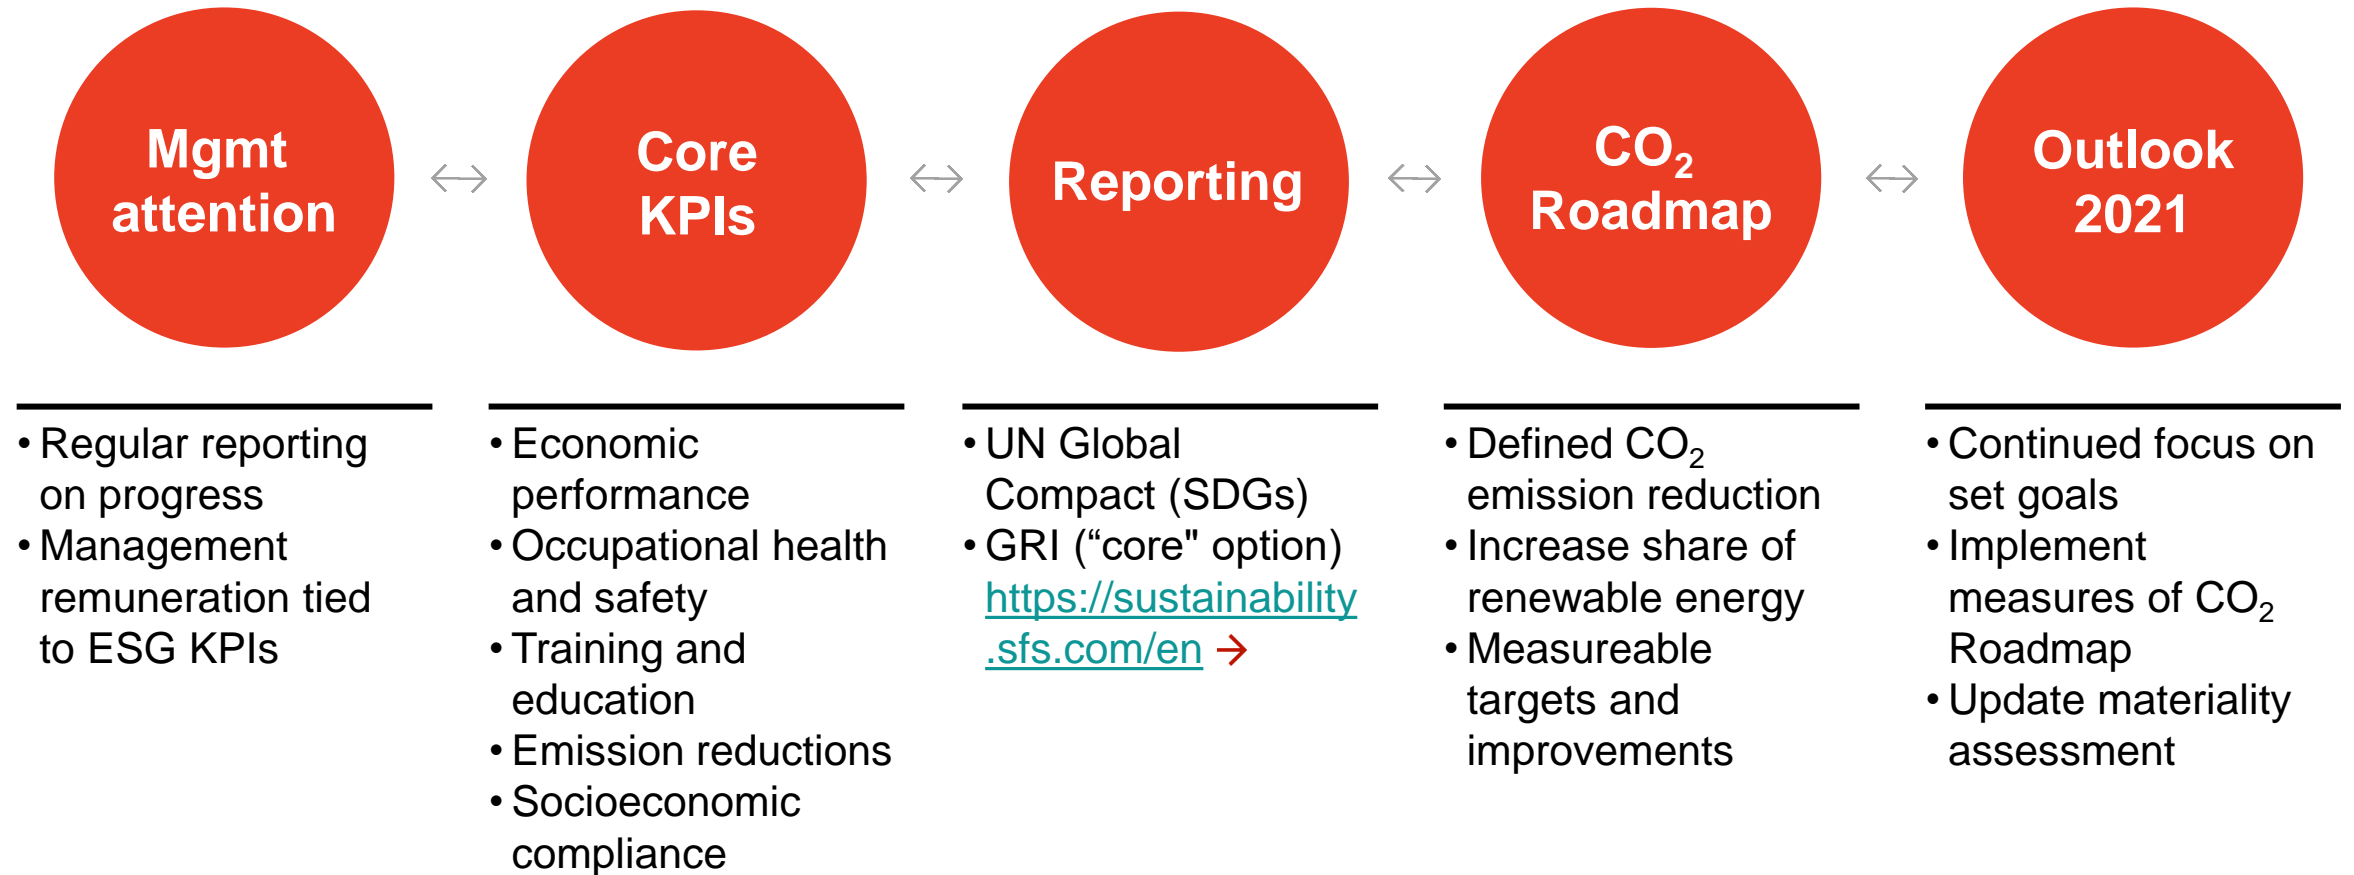 Mgmt
attention
Core
KPIs
Reporting
CO₂
Roadmap
Outlook
2021
• Regular reporting
on progress
• Management
remuneration tied
to ESG KPIs
• Economic
performance
• Occupational health
and safety
• Training and
education
• Emission reductions
• Socioeconomic
compliance
• UN Global
Compact (SDGs)
• GRI (“core" option)
https://sustainability
.sfs.com/en →
• Defined CO₂
emission reduction
• Increase share of
renewable energy
• Measureable
targets and
improvements
• Continued focus on
set goals
• Implement
measures of CO₂
Roadmap
• Update materiality
assessment